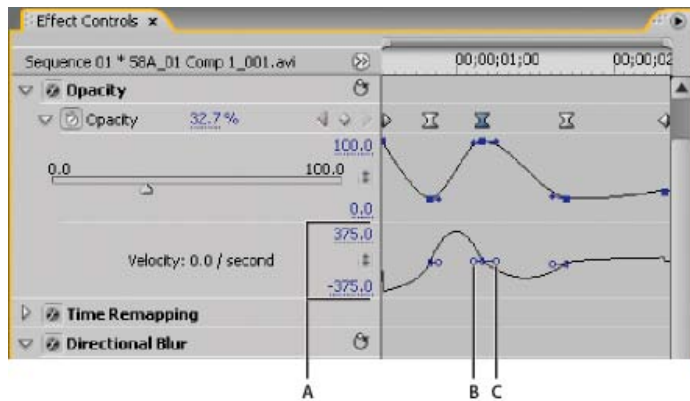 Effect Controls x
Sequence 01 * 58A_01 Comp 1_001.avi
00;00;01;00 00;00;02
Opacity
Opacity 32.7 %
100.0
0.0 100.0
0.0
375.0
Velocity: 0.0 / second
-375.0
Time Remapping
Directional Blur
A B C